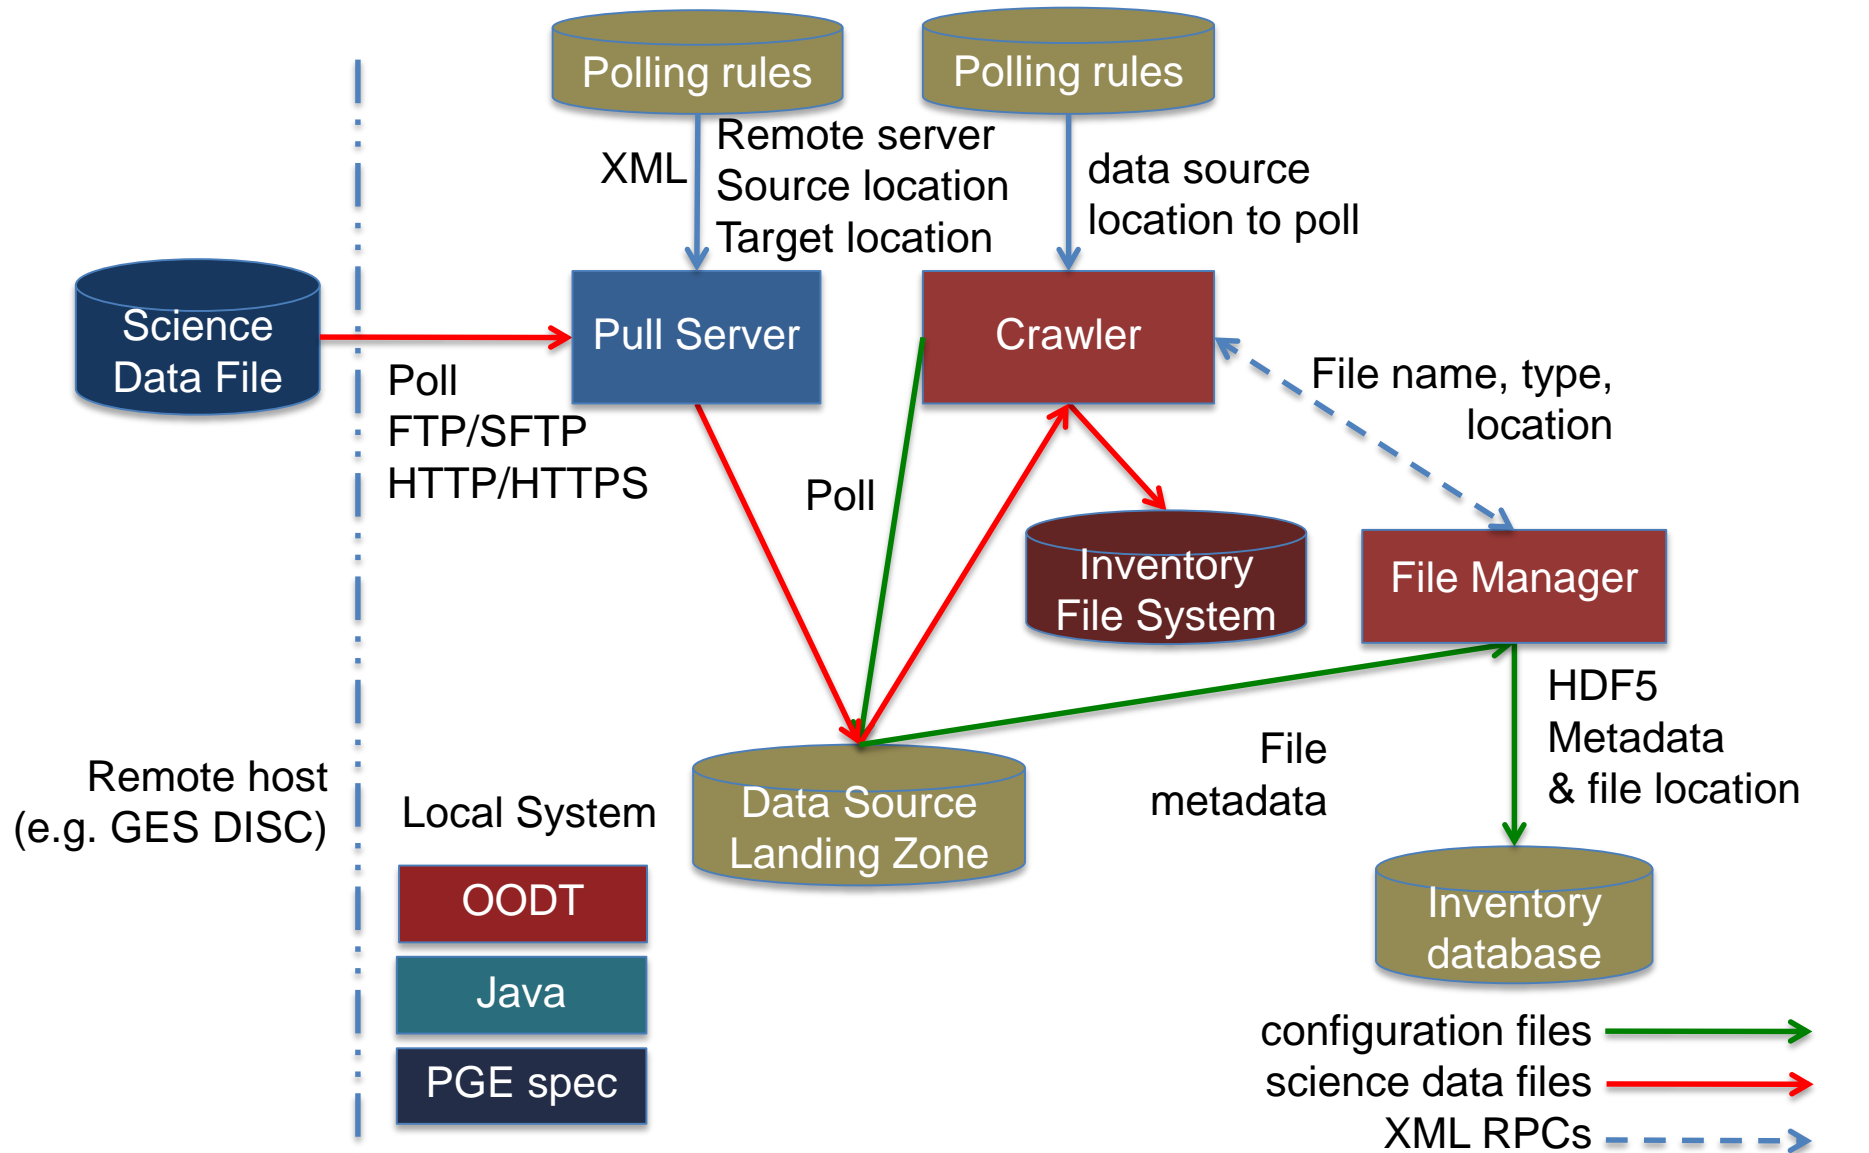 Polling rules
Polling rules
XML
Remote server
Source location
Target location
data source
location to poll
Science
Data File
Pull Server
Crawler
Poll
FTP/SFTP
HTTP/HTTPS
File name, type,
location
Poll
Inventory
File System
File Manager
HDF5
Metadata
& file location
File
metadata
Remote host
(e.g. GES DISC)
Local System
Data Source
Landing Zone
OODT
Java
PGE spec
Inventory
database
configuration files
science data files
XML RPCs